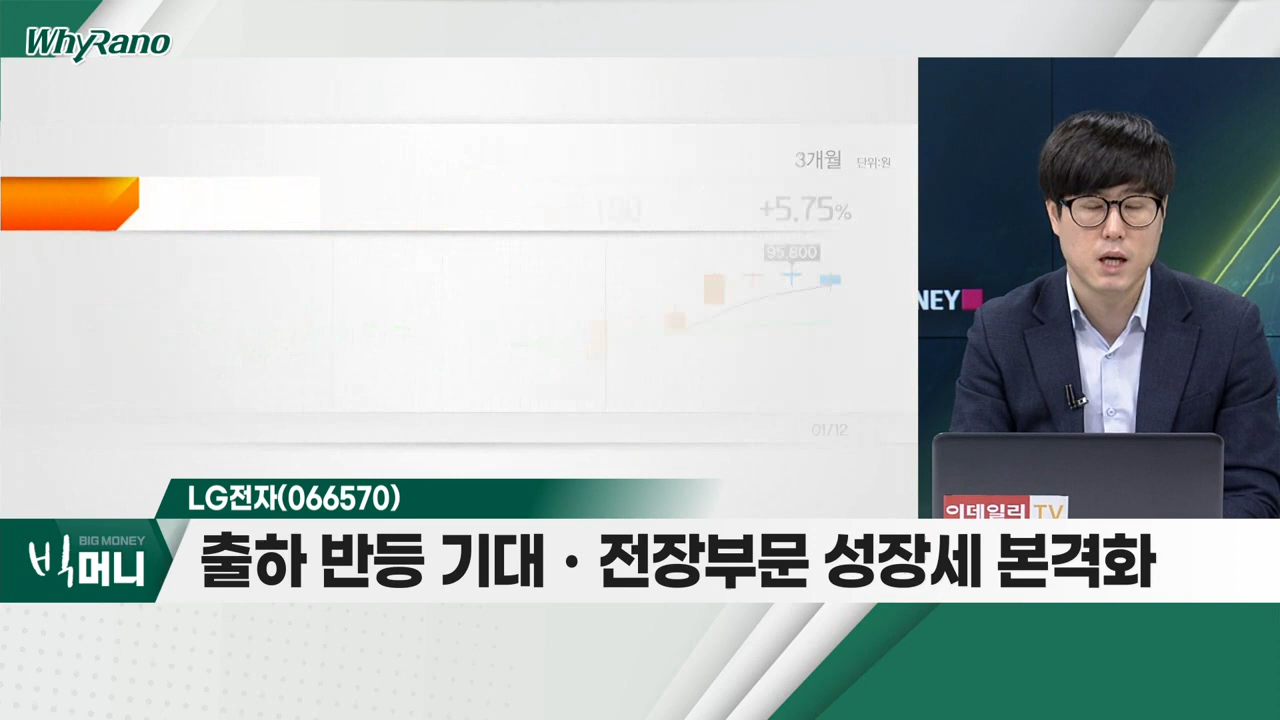 WhyRano
3개월 단위:원
+5.75%
95,800
NEY
01/12
이데일리 TV
LG전자(066570)
BIG MONEY
빅머니
출하 반등 기대 · 전장부문 성장세 본격화